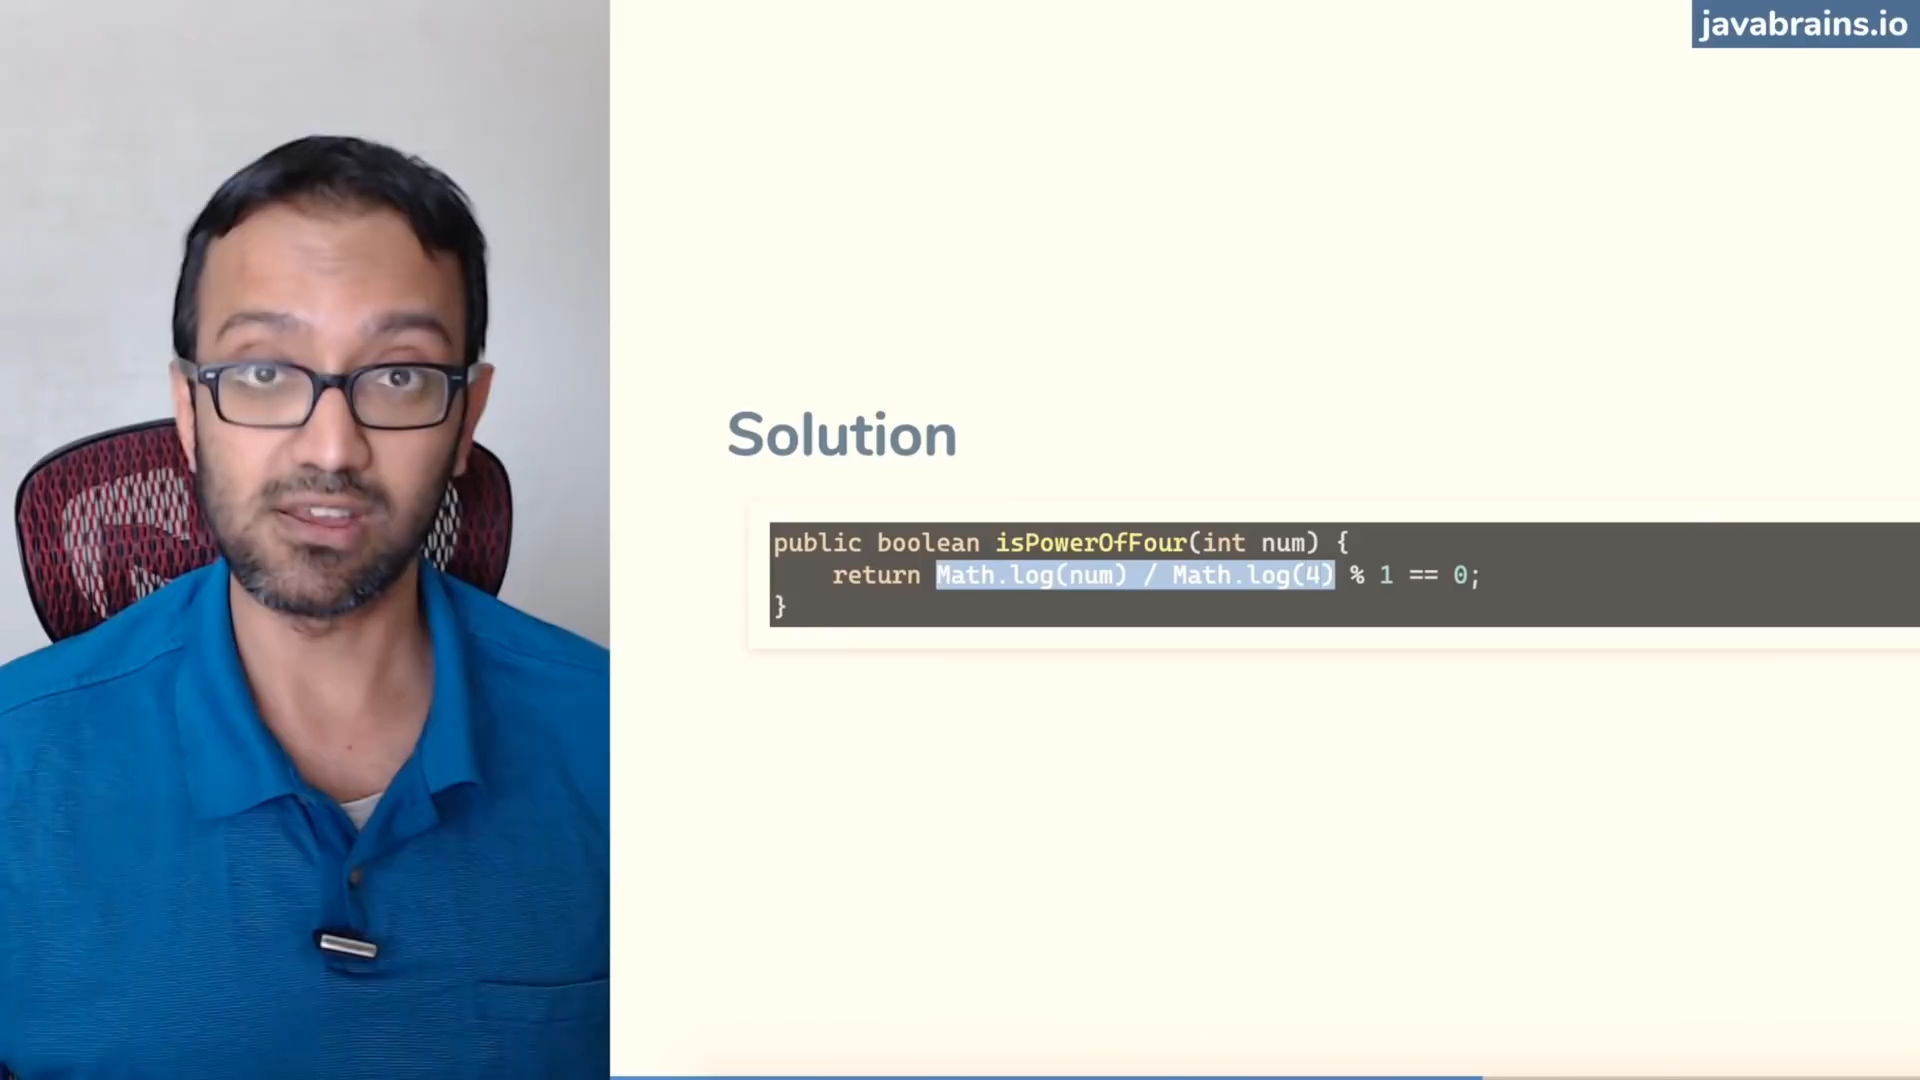 javabrains.io
Solution
public boolean isPowerOfFour(int num) {
    return Math.log(num) / Math.log(4) % 1 == 0;
}